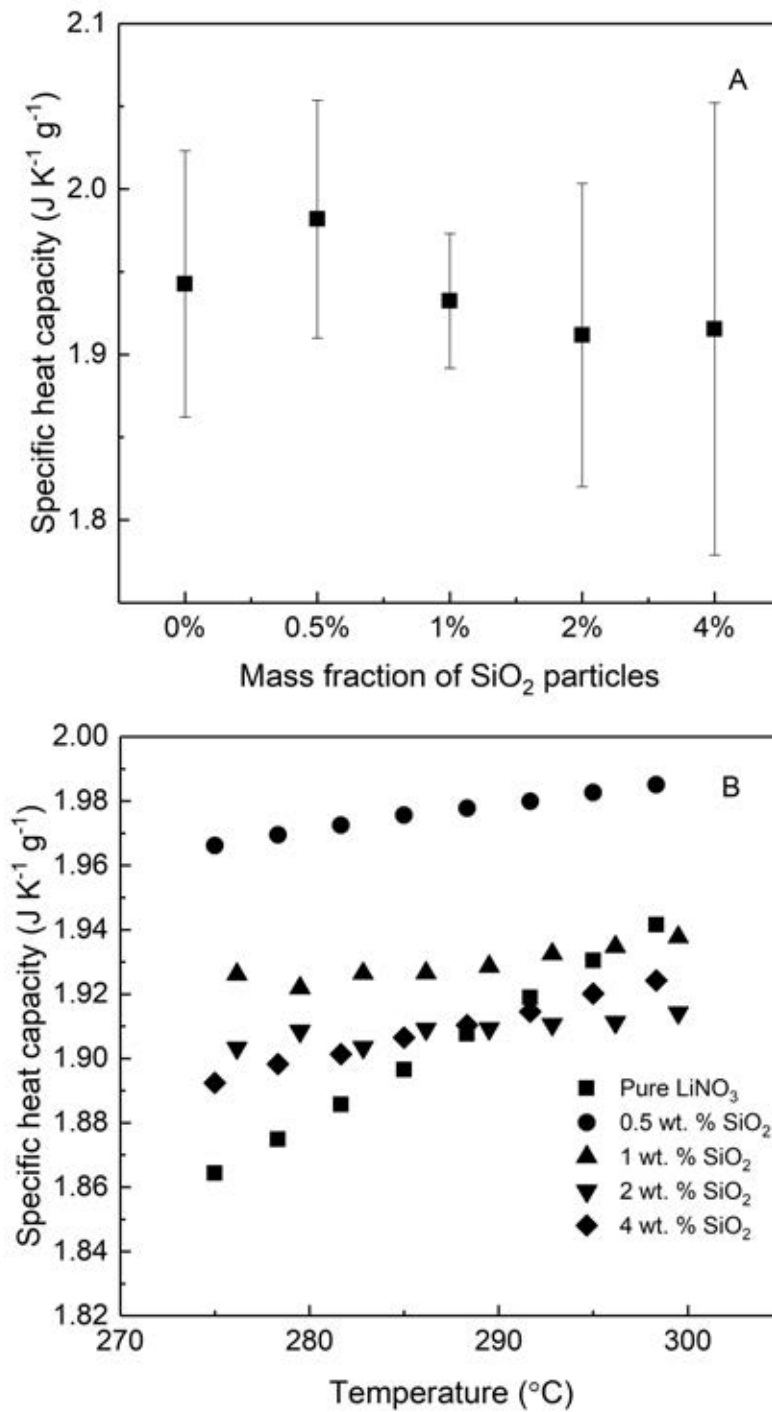 2.1
A
2.0
1.9
1.8
Specific heat capacity (J K⁻¹ g⁻¹)
0% 0.5% 1% 2% 4%
Mass fraction of SiO₂ particles
2.00
B
1.98
1.96
1.94
1.92
1.90
1.88
1.86
1.84
1.82
Specific heat capacity (J K⁻¹ g⁻¹)
Pure LiNO₃
0.5 wt. % SiO₂
1 wt. % SiO₂
2 wt. % SiO₂
4 wt. % SiO₂
270 280 290 300
Temperature (°C)